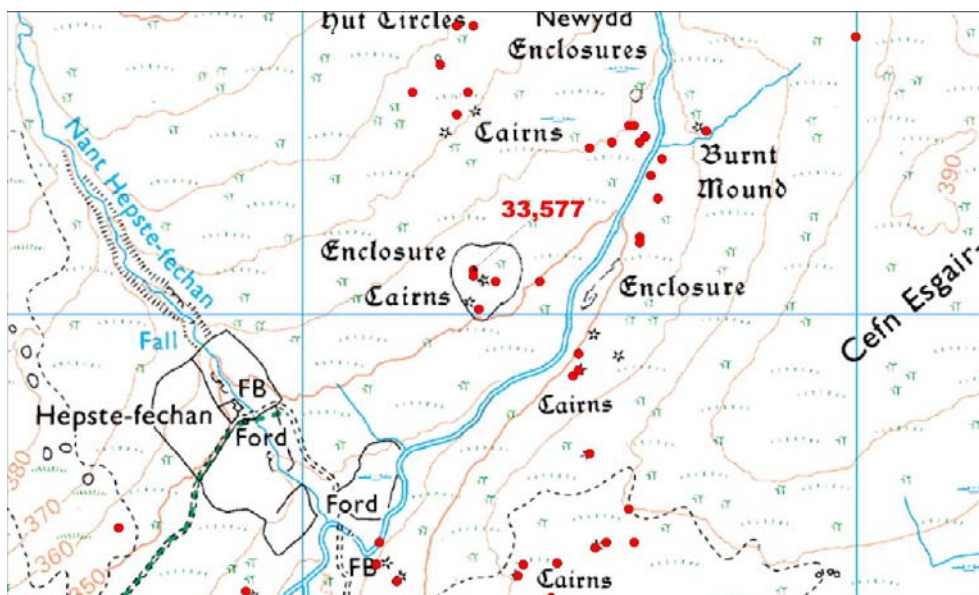 Hut Circles
Newydd
Enclosures
Nant Hepste-fechan
Cairns
Burnt
Mound
390
33,577
Enclosure
Cairns
Enclosure
Cefn Esgair-
Fall
FB
Hepste-fechan
Ford
Cairns
380
370
360
350
Ford
FB
Cairns